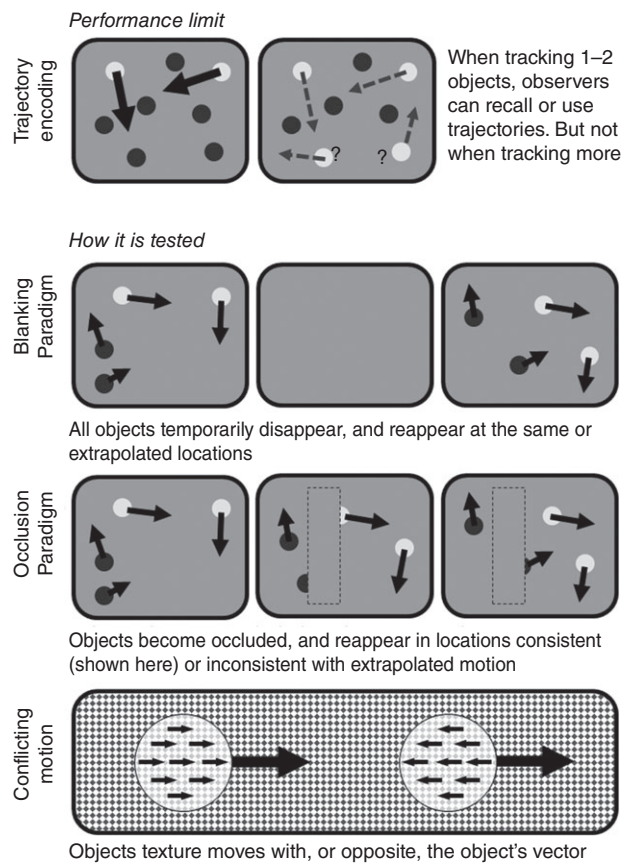 Performance limit
Trajectory
encoding
When tracking 1–2
objects, observers
can recall or use
trajectories. But not
when tracking more
?
?
How it is tested
Blanking
Paradigm
All objects temporarily disappear, and reappear at the same or
extrapolated locations
Occlusion
Paradigm
Objects become occluded, and reappear in locations consistent
(shown here) or inconsistent with extrapolated motion
Conflicting
motion
Objects texture moves with, or opposite, the object’s vector